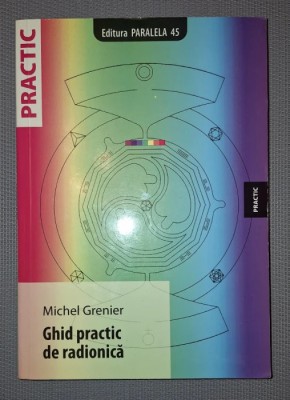 PRACTIC
Editura PARALELA 45
PRACTIC
Michel Grenier
Ghid practic
de radionică